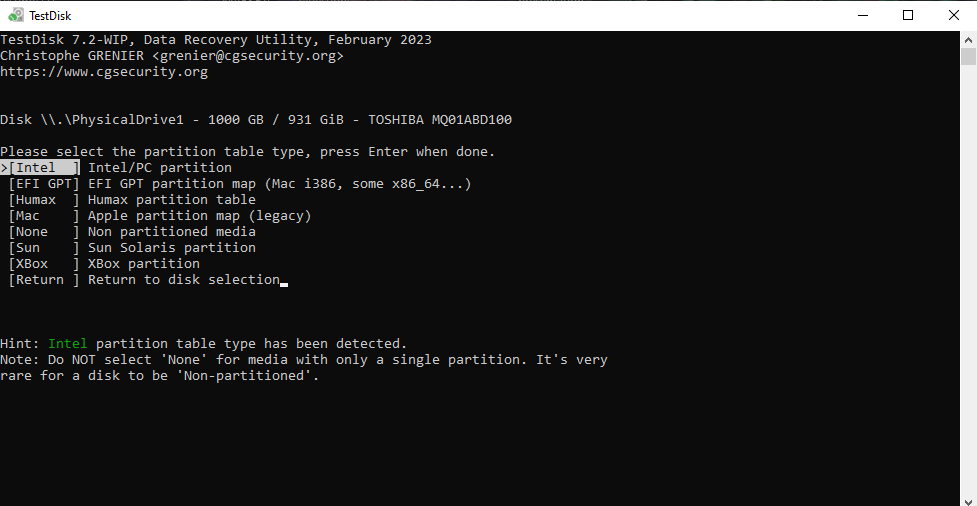 TestDisk
TestDisk 7.2-WIP, Data Recovery Utility, February 2023
Christophe GRENIER <grenier@cgsecurity.org>
https://www.cgsecurity.org
Disk \\.\PhysicalDrive1 - 1000 GB / 931 GiB - TOSHIBA MQ01ABD100
Please select the partition table type, press Enter when done.
>[Intel  ] Intel/PC partition
 [EFI GPT] EFI GPT partition map (Mac i386, some x86_64...)
 [Humax  ] Humax partition table
 [Mac    ] Apple partition map (legacy)
 [None   ] Non partitioned media
 [Sun    ] Sun Solaris partition
 [XBox   ] XBox partition
 [Return ] Return to disk selection
Hint: Intel partition table type has been detected.
Note: Do NOT select 'None' for media with only a single partition. It's very
rare for a disk to be 'Non-partitioned'.